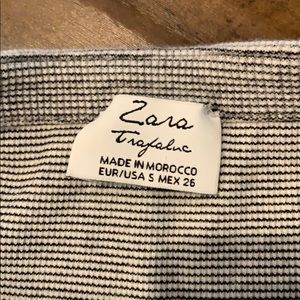 Zara
Trafaluc
MADE IN MOROCCO
EUR/USA S MEX 26